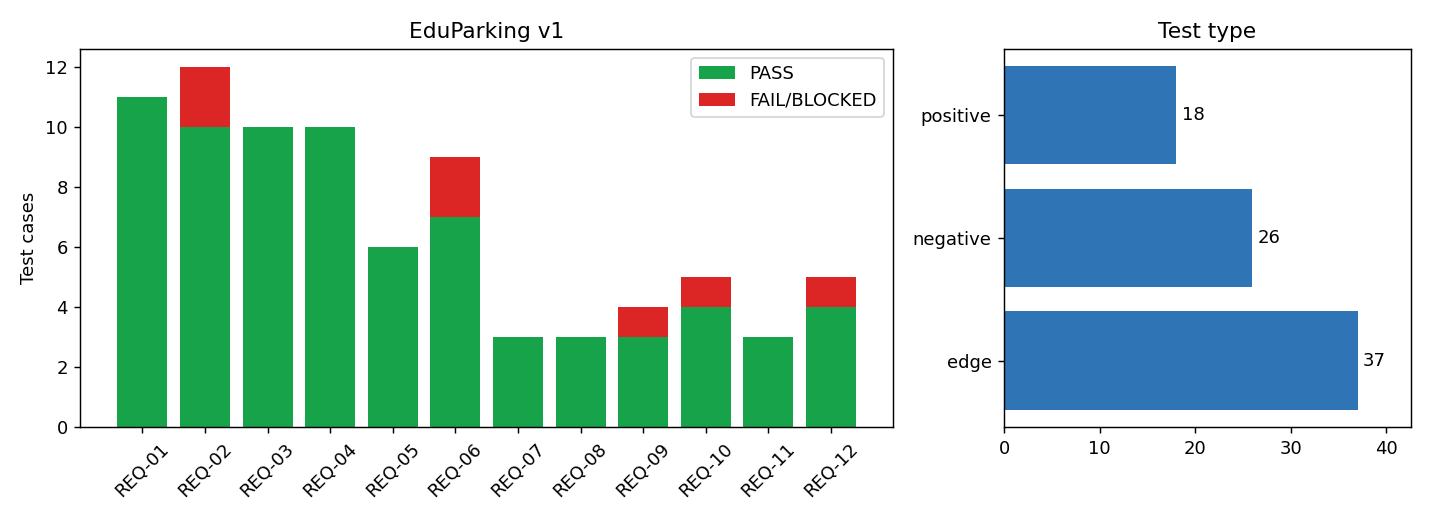 EduParking v1
Test cases
12
10
8
6
4
2
0
PASS
FAIL/BLOCKED
REQ-01
REQ-02
REQ-03
REQ-04
REQ-05
REQ-06
REQ-07
REQ-08
REQ-09
REQ-10
REQ-11
REQ-12
Test type
positive
18
negative
26
edge
37
0 10 20 30 40